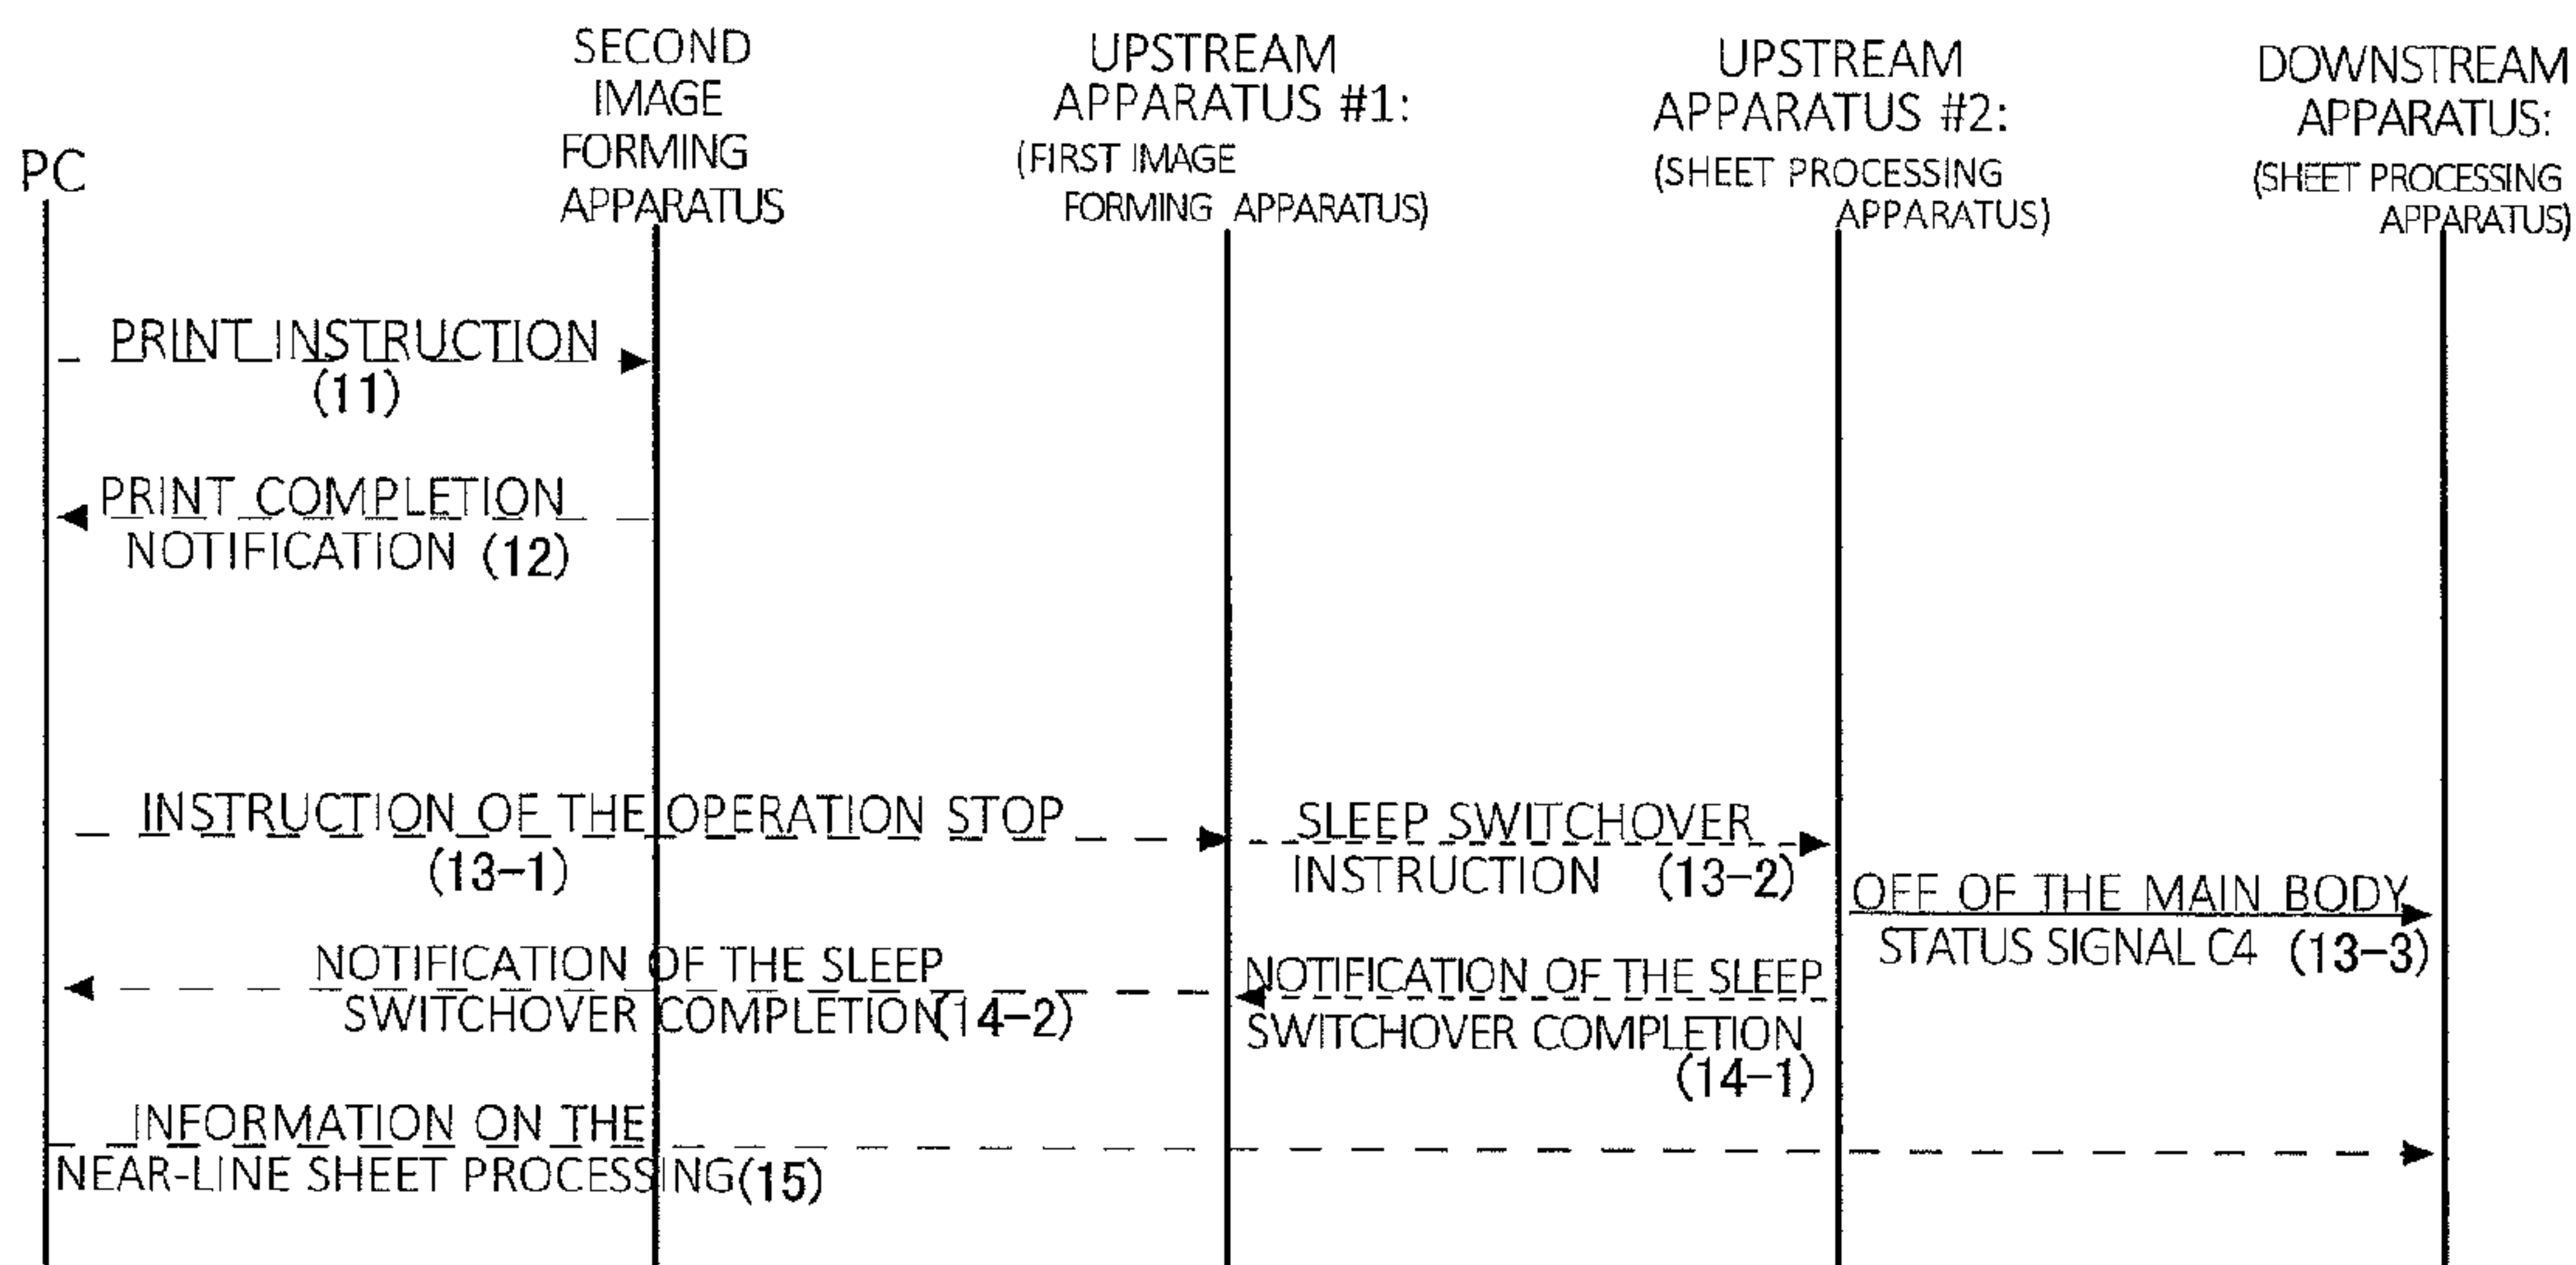 PC
SECOND
IMAGE
FORMING
APPARATUS
UPSTREAM
APPARATUS #1:
(FIRST IMAGE
FORMING APPARATUS)
UPSTREAM
APPARATUS #2:
(SHEET PROCESSING
APPARATUS)
DOWNSTREAM
APPARATUS:
(SHEET PROCESSING
APPARATUS)
PRINT INSTRUCTION
(11)
PRINT COMPLETION
NOTIFICATION (12)
INSTRUCTION OF THE OPERATION STOP
(13-1)
SLEEP SWITCHOVER
INSTRUCTION (13-2)
OFF OF THE MAIN BODY
STATUS SIGNAL C4 (13-3)
NOTIFICATION OF THE SLEEP
SWITCHOVER COMPLETION(14-2)
NOTIFICATION OF THE SLEEP
SWITCHOVER COMPLETION
(14-1)
INFORMATION ON THE
NEAR-LINE SHEET PROCESSING(15)